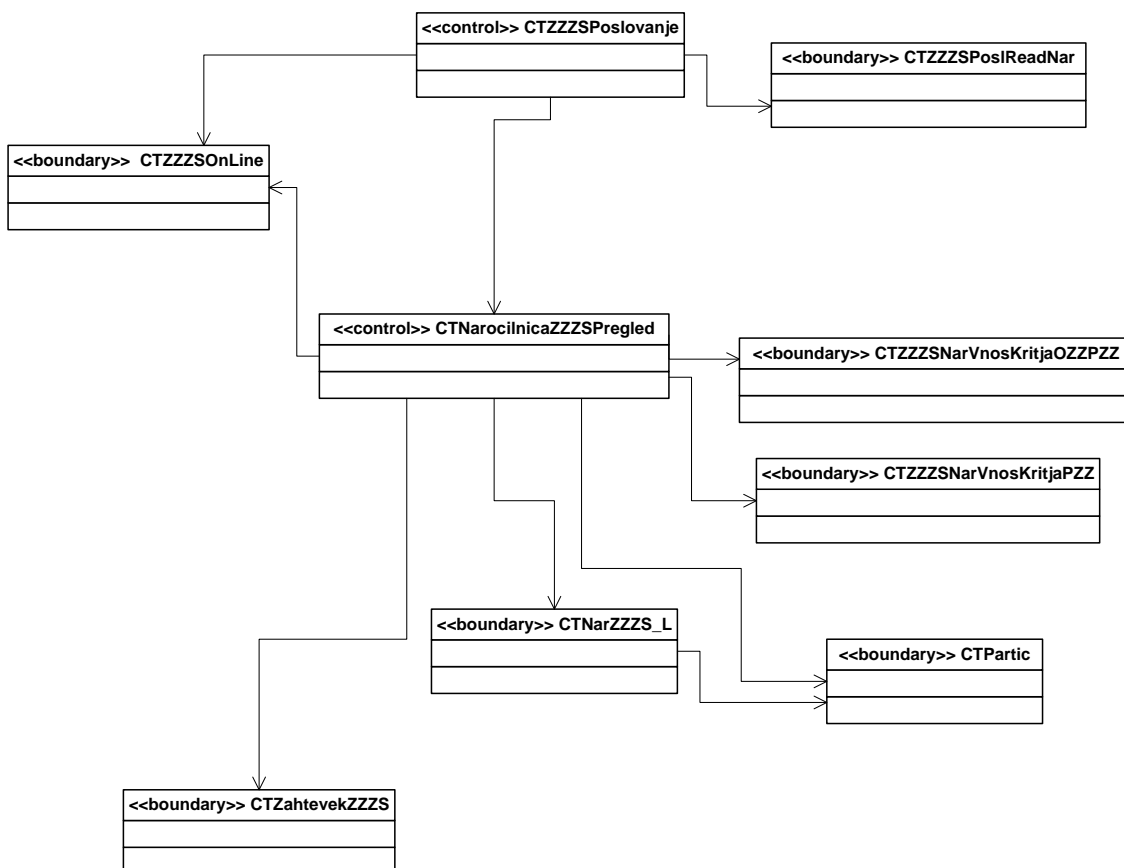 <<control>> CTZZZSPoslovanje
<<boundary>> CTZZZSPoslReadNar
<<boundary>> CTZZZSOnLine
<<control>> CTNarocilnicaZZZSPregled
<<boundary>> CTZZZSNarVnosKritjaOZZPZZ
<<boundary>> CTZZZSNarVnosKritjaPZZ
<<boundary>> CTNarZZZS_L
<<boundary>> CTPartic
<<boundary>> CTZahtevekZZZS